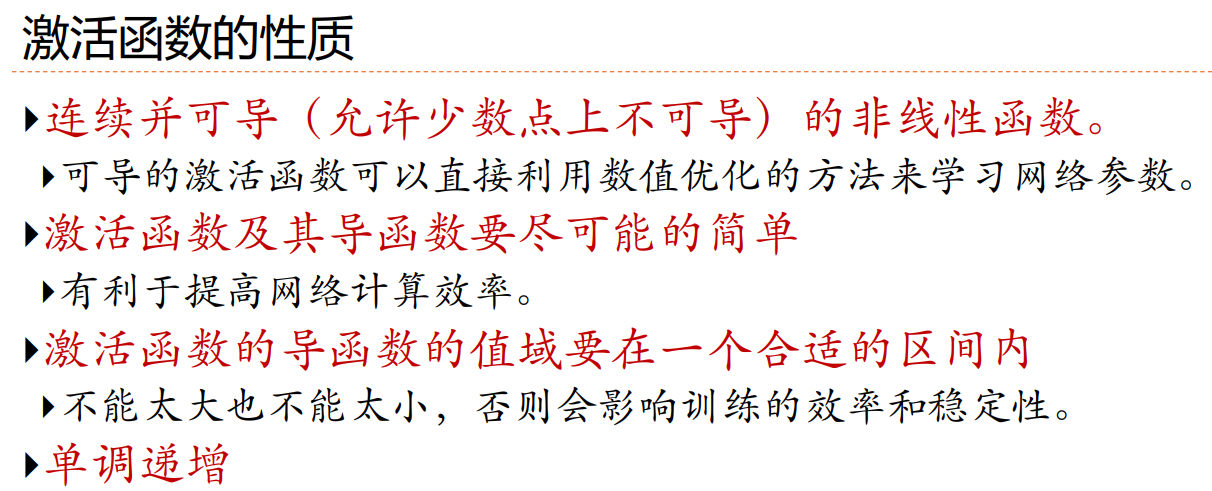 激活函数的性质
连续并可导（允许少数点上不可导）的非线性函数。
可导的激活函数可以直接利用数值优化的方法来学习网络参数。
激活函数及其导函数要尽可能的简单
有利于提高网络计算效率。
激活函数的导函数的值域要在一个合适的区间内
不能太大也不能太小，否则会影响训练的效率和稳定性。
单调递增